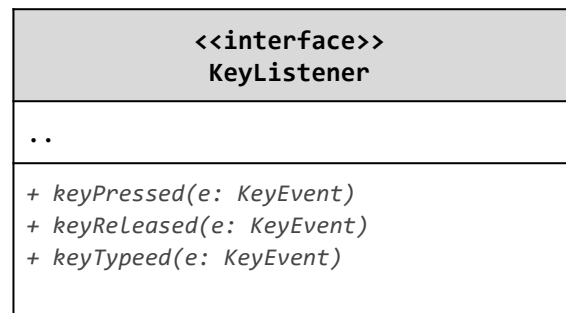 <<interface>>
KeyListener
..
+ keyPressed(e: KeyEvent)
+ keyReleased(e: KeyEvent)
+ keyTypeed(e: KeyEvent)